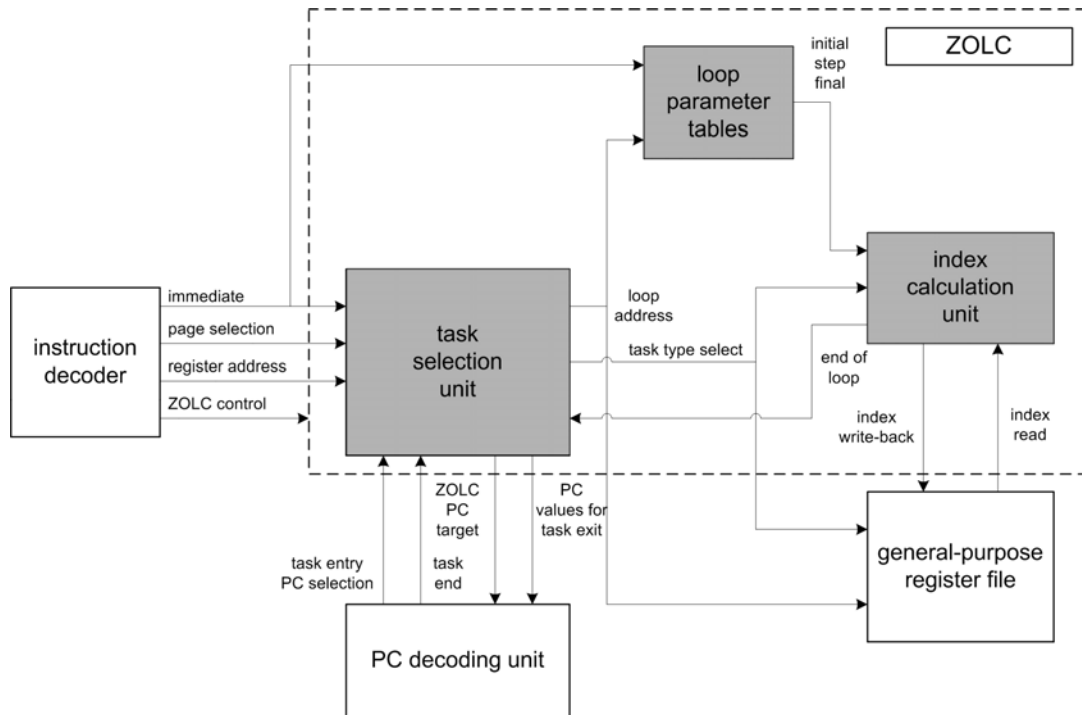 ZOLC
initial
step
final
loop
parameter
tables
index
calculation
unit
immediate
page selection
register address
ZOLC control
instruction
decoder
task
selection
unit
loop
address
task type select
end of
loop
index
write-back
index
read
ZOLC
PC
target
PC
values for
task exit
task entry
PC selection
task
end
general-purpose
register file
PC decoding unit